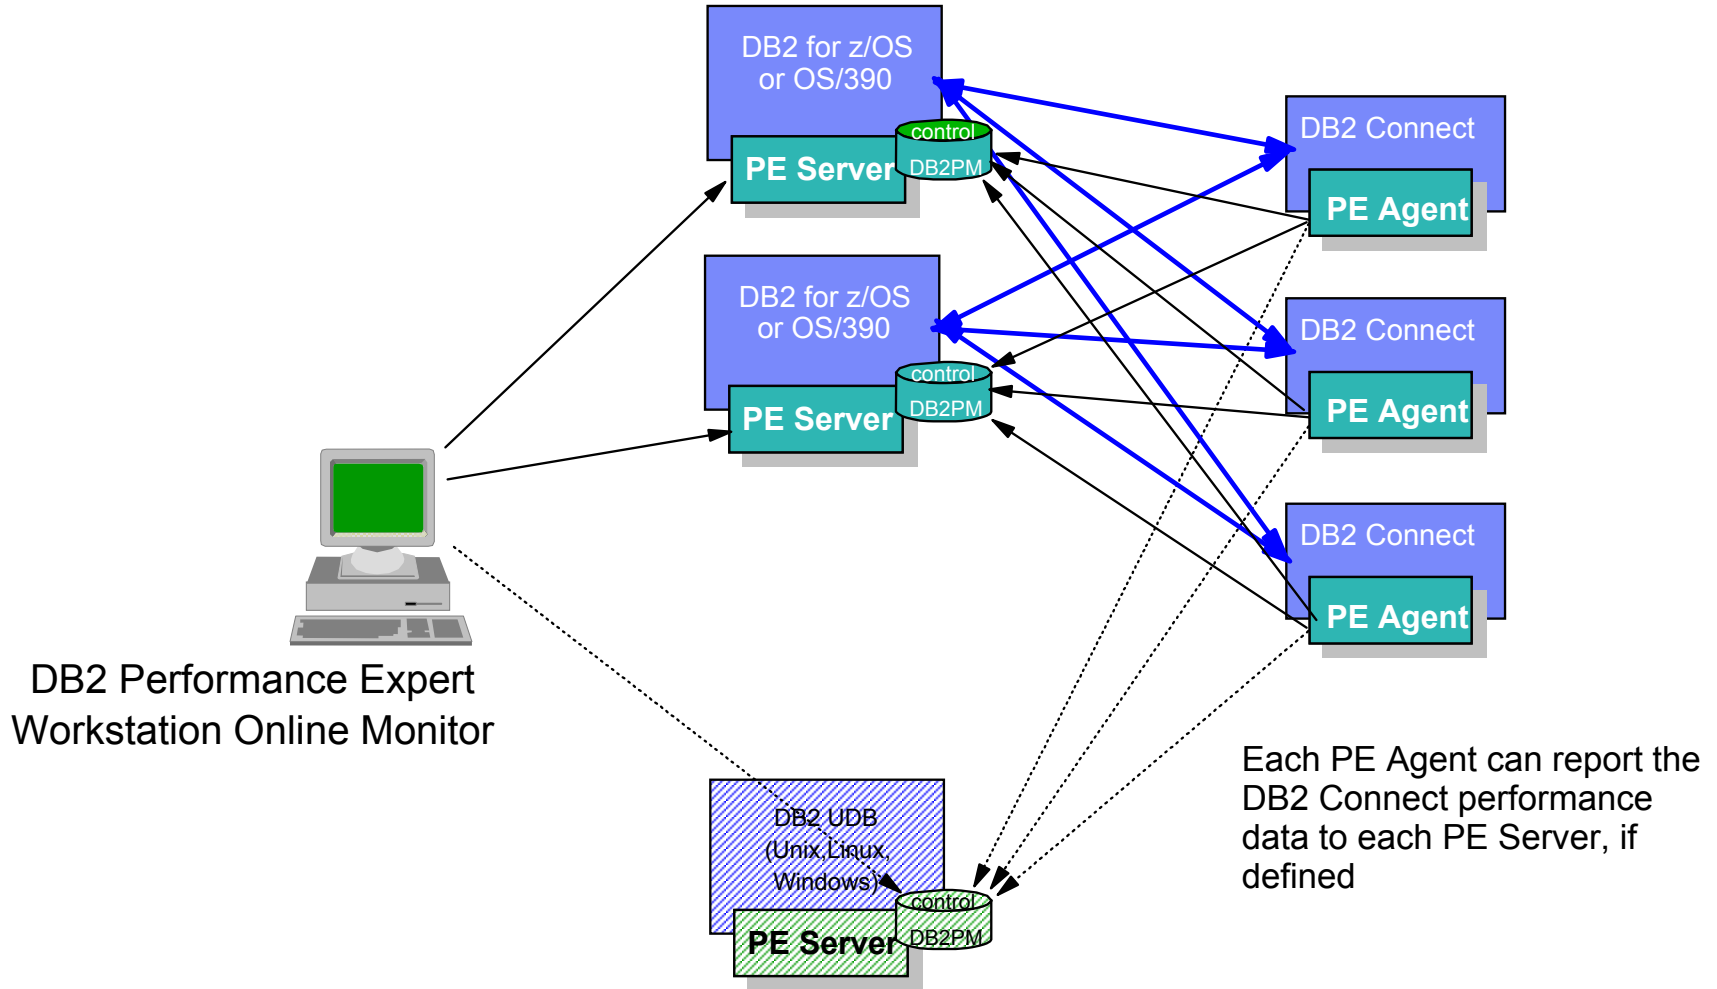 DB2 for z/OS
or OS/390
control
DB2PM
PE Server
DB2 Connect
PE Agent
DB2 for z/OS
or OS/390
control
DB2PM
PE Server
DB2 Connect
PE Agent
DB2 Connect
PE Agent
DB2 Performance Expert
Workstation Online Monitor
Each PE Agent can report the
DB2 Connect performance
data to each PE Server, if
defined
DB2 UDB
(Unix,Linux,
Windows)
control
DB2PM
PE Server